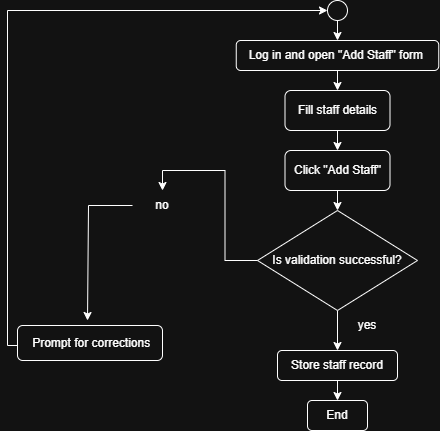 Log in and open "Add Staff" form
Fill staff details
Click "Add Staff"
no
Is validation successful?
yes
Prompt for corrections
Store staff record
End